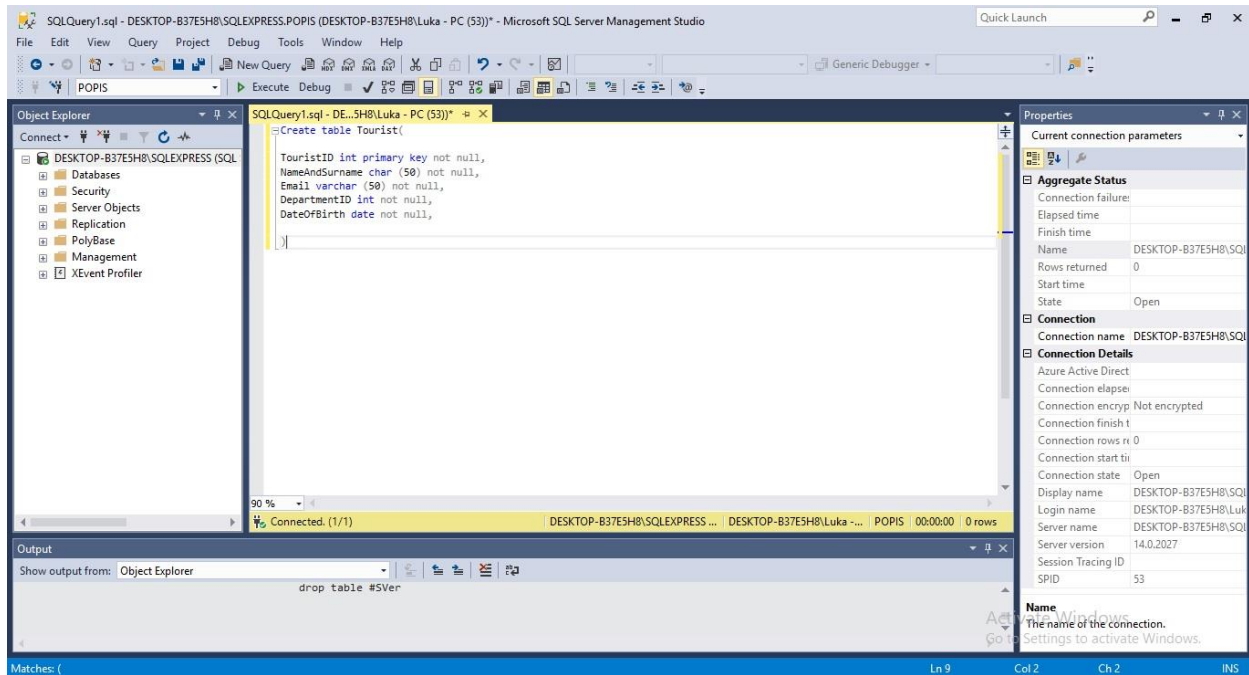 SQLQuery1.sql - DESKTOP-B37E5H8\SQLEXPRESS.POPIS (DESKTOP-B37E5H8\Luka - PC (53))* - Microsoft SQL Server Management Studio
Quick Launch
File Edit View Query Project Debug Tools Window Help
New Query MDX DMX XMLA DAX Generic Debugger
POPIS Execute Debug
Object Explorer
Connect
DESKTOP-B37E5H8\SQLEXPRESS (SQL
Databases
Security
Server Objects
Replication
PolyBase
Management
XEvent Profiler
SQLQuery1.sql - DE...5H8\Luka - PC (53))*
Create table Tourist(
TouristID int primary key not null,
NameAndSurname char (50) not null,
Email varchar (50) not null,
DepartmentID int not null,
DateOfBirth date not null,
)
90 %
Connected. (1/1) DESKTOP-B37E5H8\SQLEXPRESS ... DESKTOP-B37E5H8\Luka -... POPIS 00:00:00 0 rows
Properties
Current connection parameters
Aggregate Status
Connection failures
Elapsed time
Finish time
Name DESKTOP-B37E5H8\SQL
Rows returned 0
Start time
State Open
Connection
Connection name DESKTOP-B37E5H8\SQL
Connection Details
Azure Active Direct
Connection elapse
Connection encryp Not encrypted
Connection finish t
Connection rows re 0
Connection start ti
Connection state Open
Display name DESKTOP-B37E5H8\SQL
Login name DESKTOP-B37E5H8\Luk
Server name DESKTOP-B37E5H8\SQL
Server version 14.0.2027
Session Tracing ID
SPID 53
Name
The name of the connection.
Activate Windows
Go to Settings to activate Windows.
Output
Show output from: Object Explorer
drop table #SVer
Matches: ( Ln 9 Col 2 Ch 2 INS